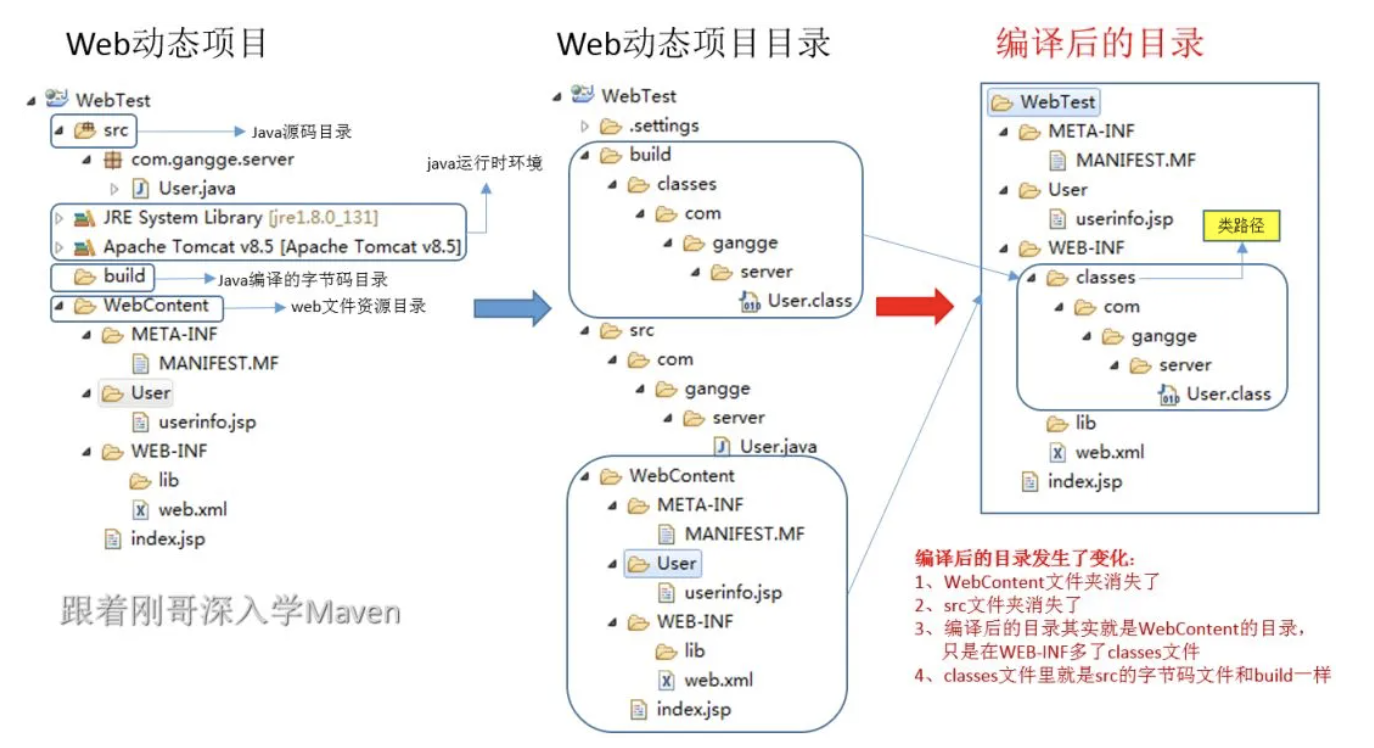 Web动态项目
WebTest
src
Java源码目录
com.gangge.server
java运行时环境
User.java
JRE System Library [jre1.8.0_131]
Apache Tomcat v8.5 [Apache Tomcat v8.5]
build
Java编译的字节码目录
WebContent
web文件资源目录
META-INF
MANIFEST.MF
User
userinfo.jsp
WEB-INF
lib
web.xml
index.jsp
跟着刚哥深入学Maven
Web动态项目目录
WebTest
.settings
build
classes
com
gangge
server
User.class
src
com
gangge
server
User.java
WebContent
META-INF
MANIFEST.MF
User
userinfo.jsp
WEB-INF
lib
web.xml
index.jsp
编译后的目录
WebTest
META-INF
MANIFEST.MF
User
userinfo.jsp
类路径
WEB-INF
classes
com
gangge
server
User.class
lib
web.xml
index.jsp
编译后的目录发生了变化:
1、WebContent文件夹消失了
2、src文件夹消失了
3、编译后的目录其实就是WebContent的目录,
只是在WEB-INF多了classes文件
4、classes文件里就是src的字节码文件和build一样